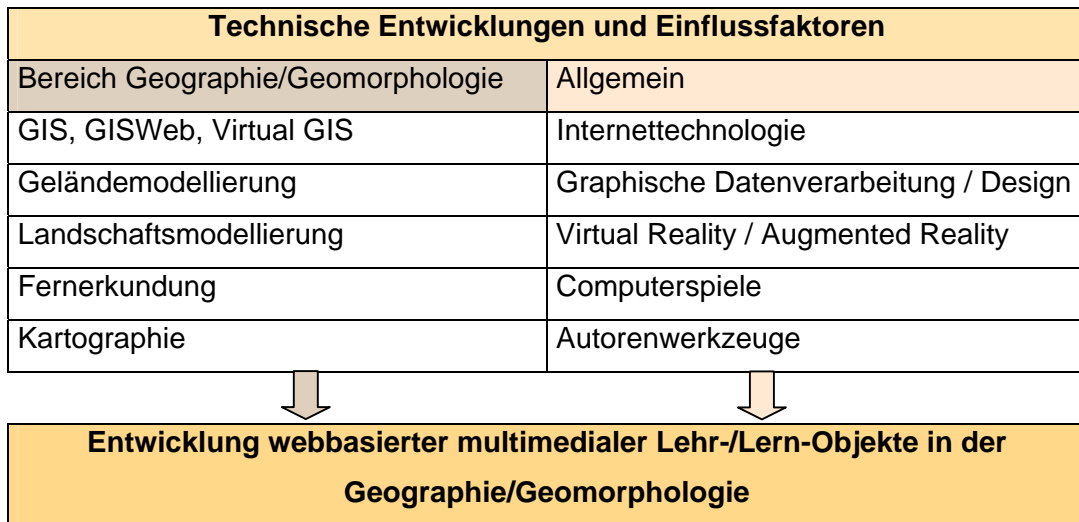 Technische Entwicklungen und Einflussfaktoren
Bereich Geographie/Geomorphologie
Allgemein
GIS, GISWeb, Virtual GIS
Internettechnologie
Geländemodellierung
Graphische Datenverarbeitung / Design
Landschaftsmodellierung
Virtual Reality / Augmented Reality
Fernerkundung
Computerspiele
Kartographie
Autorenwerkzeuge
Entwicklung webbasierter multimedialer Lehr-/Lern-Objekte in der
Geographie/Geomorphologie